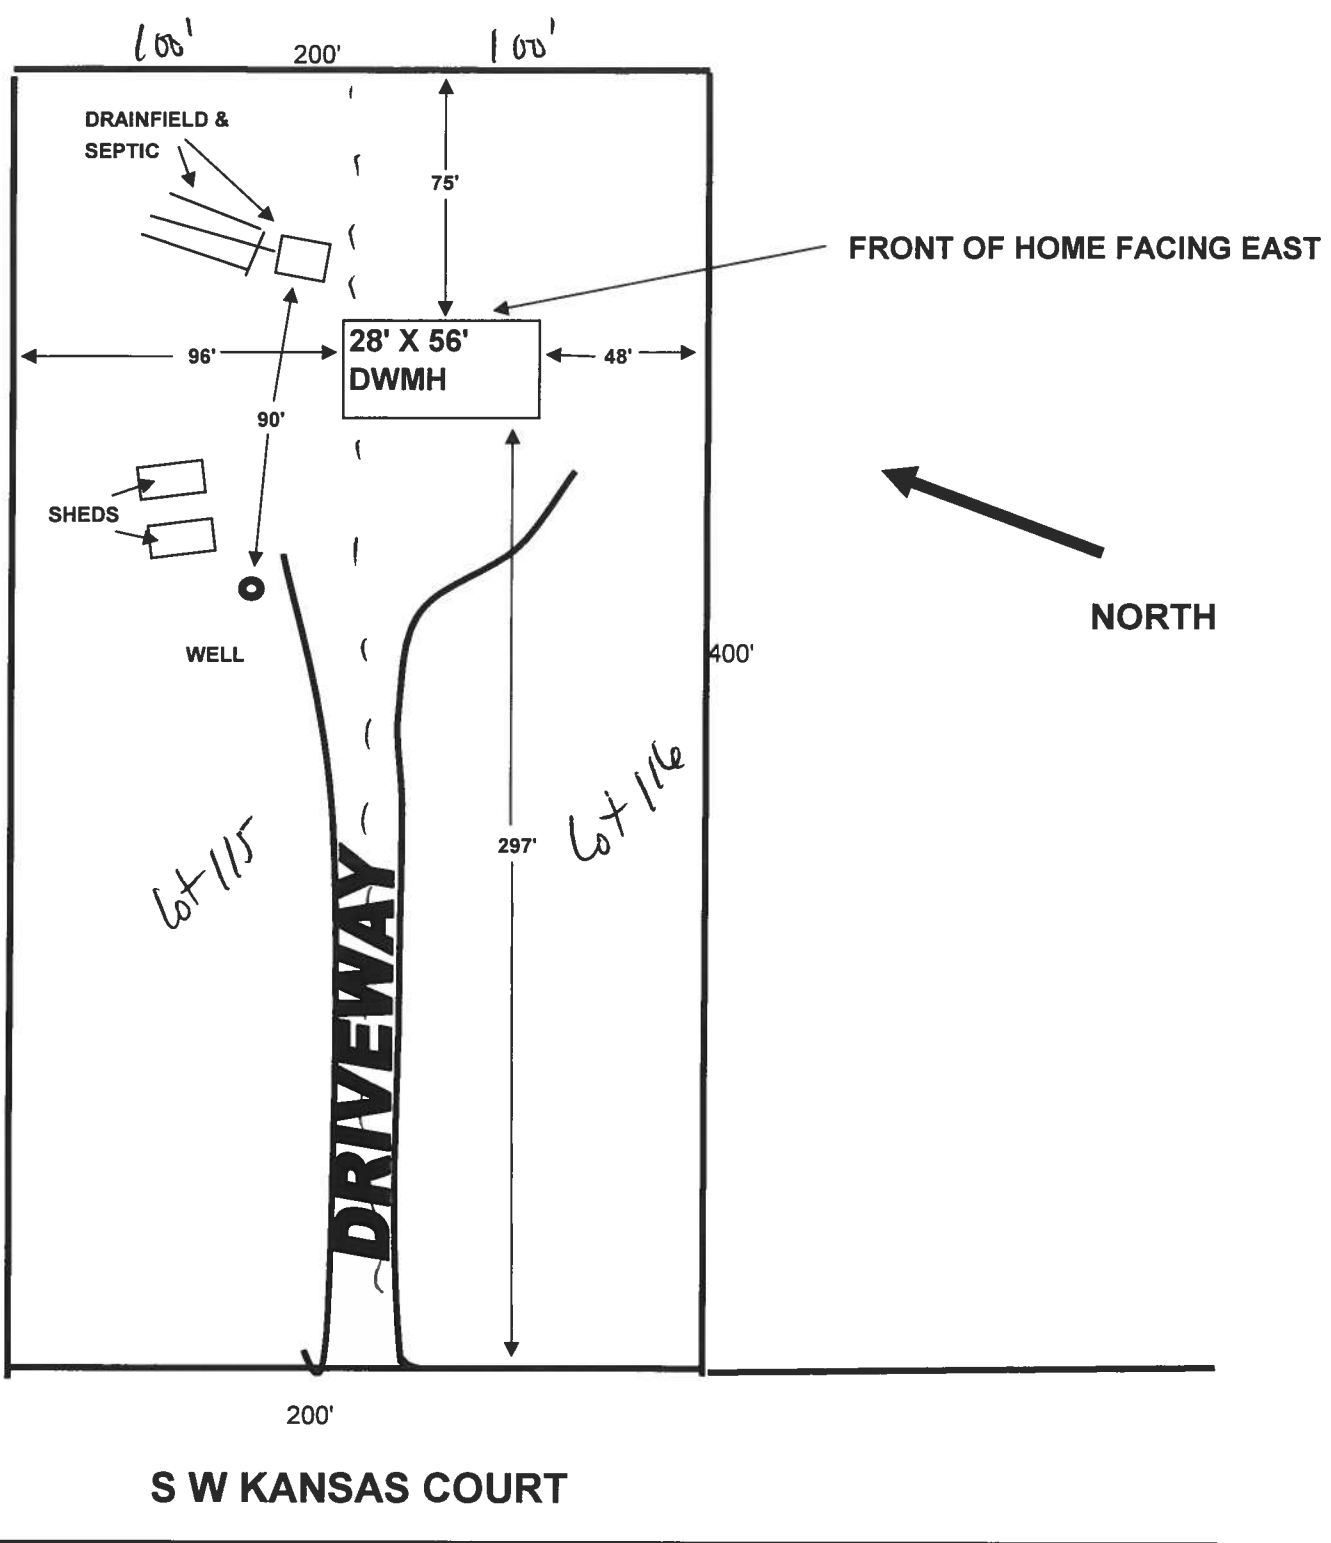 100' 200' 100'
DRAINFIELD &
SEPTIC
75'
FRONT OF HOME FACING EAST
28' X 56'
DWMH
96'
48'
90'
SHEDS
NORTH
WELL
400'
Lot 116
297'
Lot 115
DRIVEWAY
200'
S W KANSAS COURT